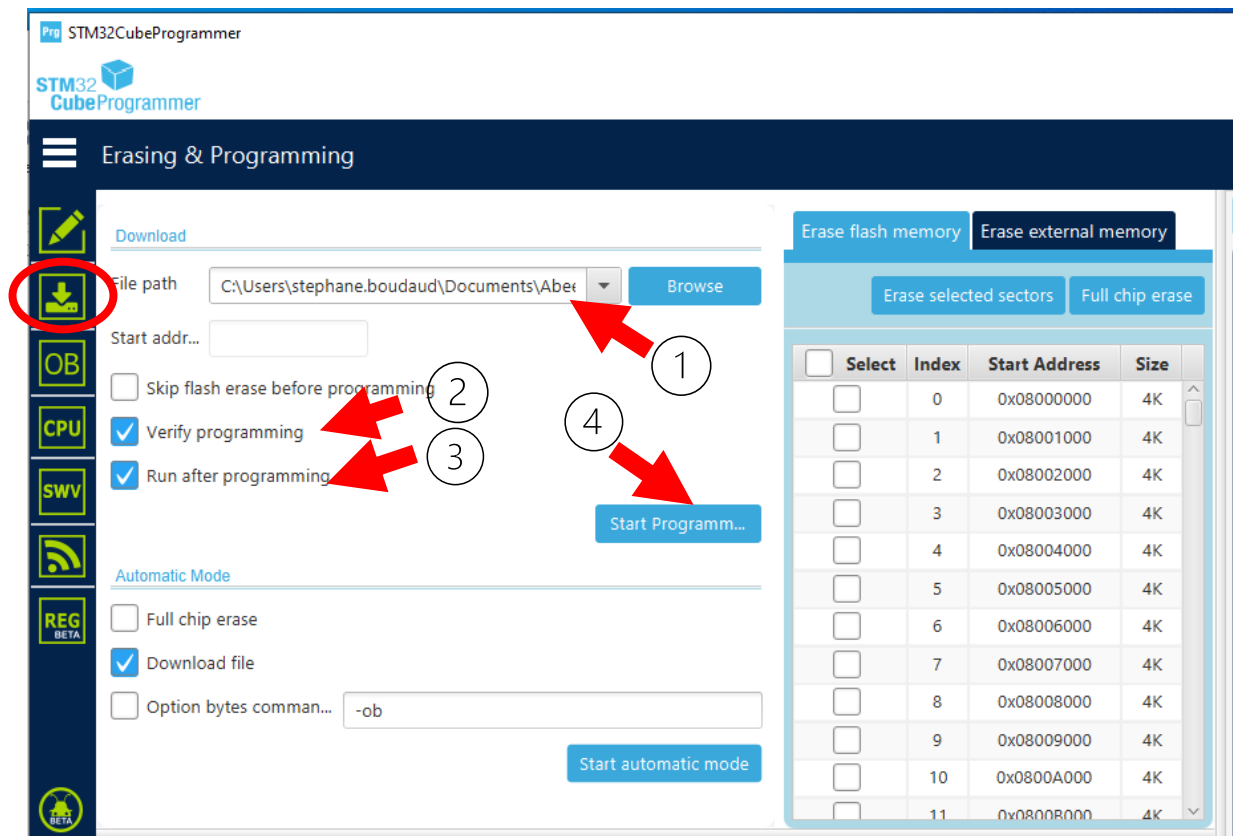 Prg STM32CubeProgrammer
STM32
CubeProgrammer
Erasing & Programming
Download
File path C:\Users\stephane.boudaud\Documents\Abee Browse
Start addr...
Skip flash erase before programming
Verify programming
Run after programming
1
2
3
4
Start Programm...
Automatic Mode
Full chip erase
Download file
Option bytes comman... -ob
Start automatic mode
OB
CPU
SWV
REG
BETA
BETA
Erase flash memory Erase external memory
Erase selected sectors Full chip erase
Select Index Start Address Size
0 0x08000000 4K
1 0x08001000 4K
2 0x08002000 4K
3 0x08003000 4K
4 0x08004000 4K
5 0x08005000 4K
6 0x08006000 4K
7 0x08007000 4K
8 0x08008000 4K
9 0x08009000 4K
10 0x0800A000 4K
11 0x0800B000 4K